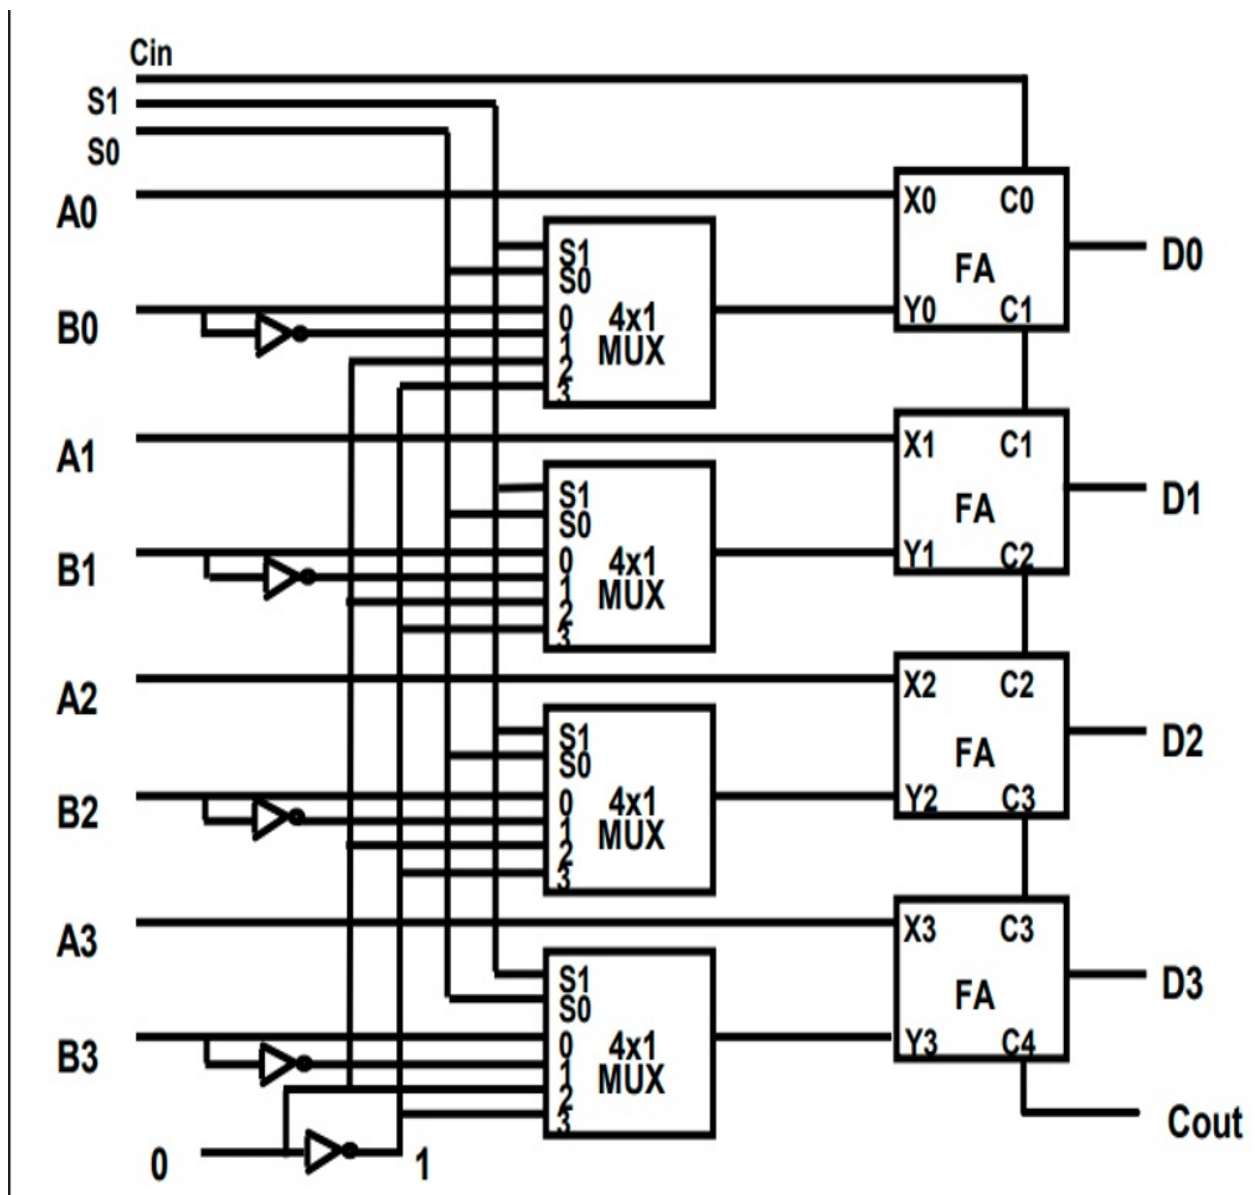 Cin
S1
S0
A0
X0 C0
S1
S0
FA
D0
B0
0
4x1
Y0 C1
1
MUX
2
3
A1
X1 C1
S1
S0
FA
D1
B1
0
4x1
Y1 C2
1
MUX
2
3
A2
X2 C2
S1
S0
FA
D2
B2
0
4x1
Y2 C3
1
MUX
2
3
A3
X3 C3
S1
S0
FA
D3
B3
0
4x1
Y3 C4
1
MUX
2
3
Cout
0
1